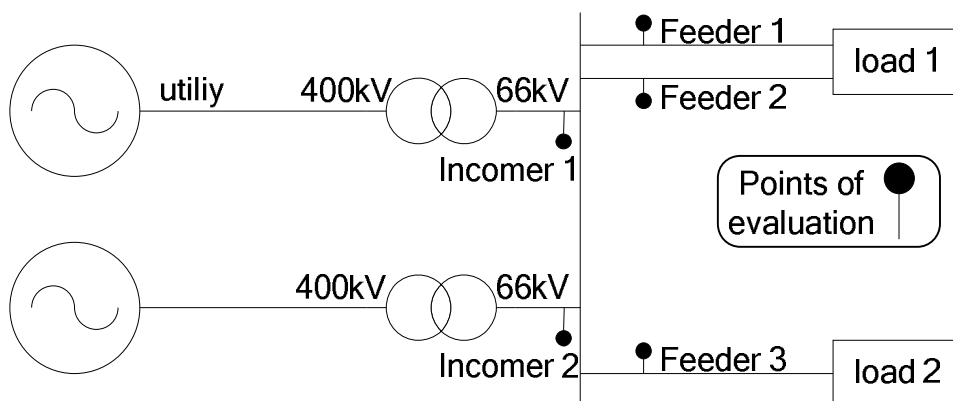 Feeder 1
load 1
utiliy
400kV
66kV
Feeder 2
Incomer 1
Points of
evaluation
400kV
66kV
Incomer 2
Feeder 3
load 2